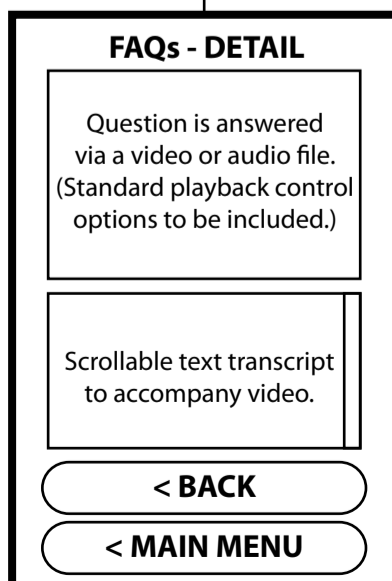 FAQs - DETAIL
Question is answered
via a video or audio file.
(Standard playback control
options to be included.)
Scrollable text transcript
to accompany video.
< BACK
< MAIN MENU